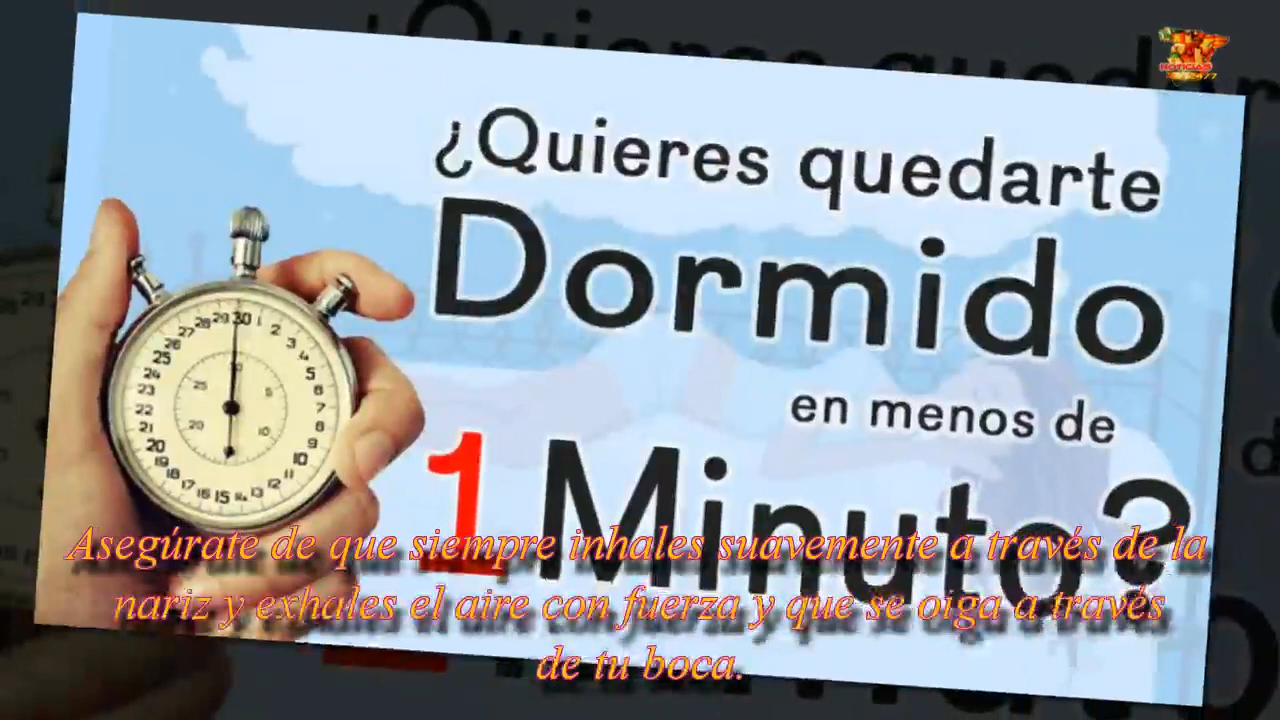 NOTICIAS
¿Quieres quedarte
Dormido
en menos de
1 Minuto?
Asegúrate de que siempre inhales suavemente a través de la
nariz y exhales el aire con fuerza y que se oiga a través
de tu boca.